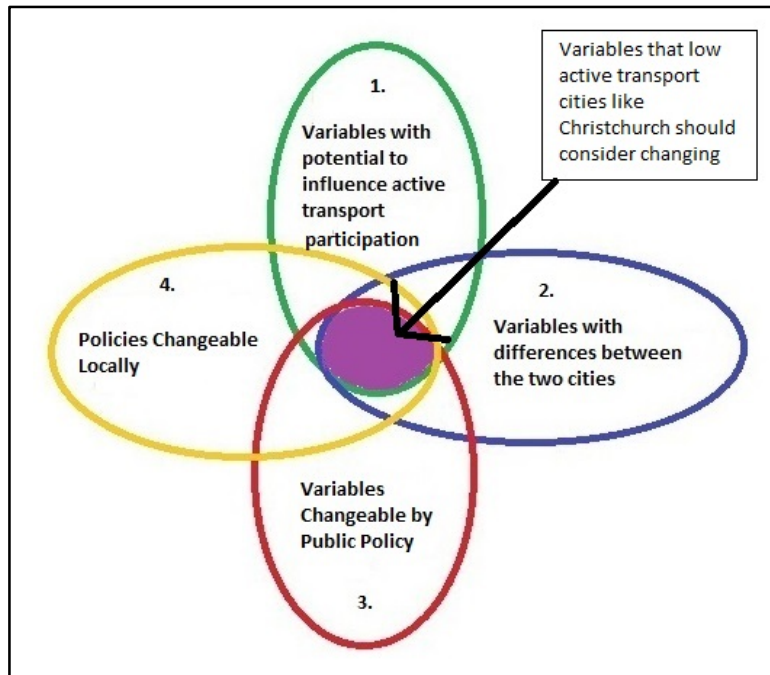 1.
Variables with
potential to
influence active
transport
participation
Variables that low
active transport
cities like
Christchurch should
consider changing
4.
Policies Changeable
Locally
2.
Variables with
differences between
the two cities
Variables
Changeable by
Public Policy
3.